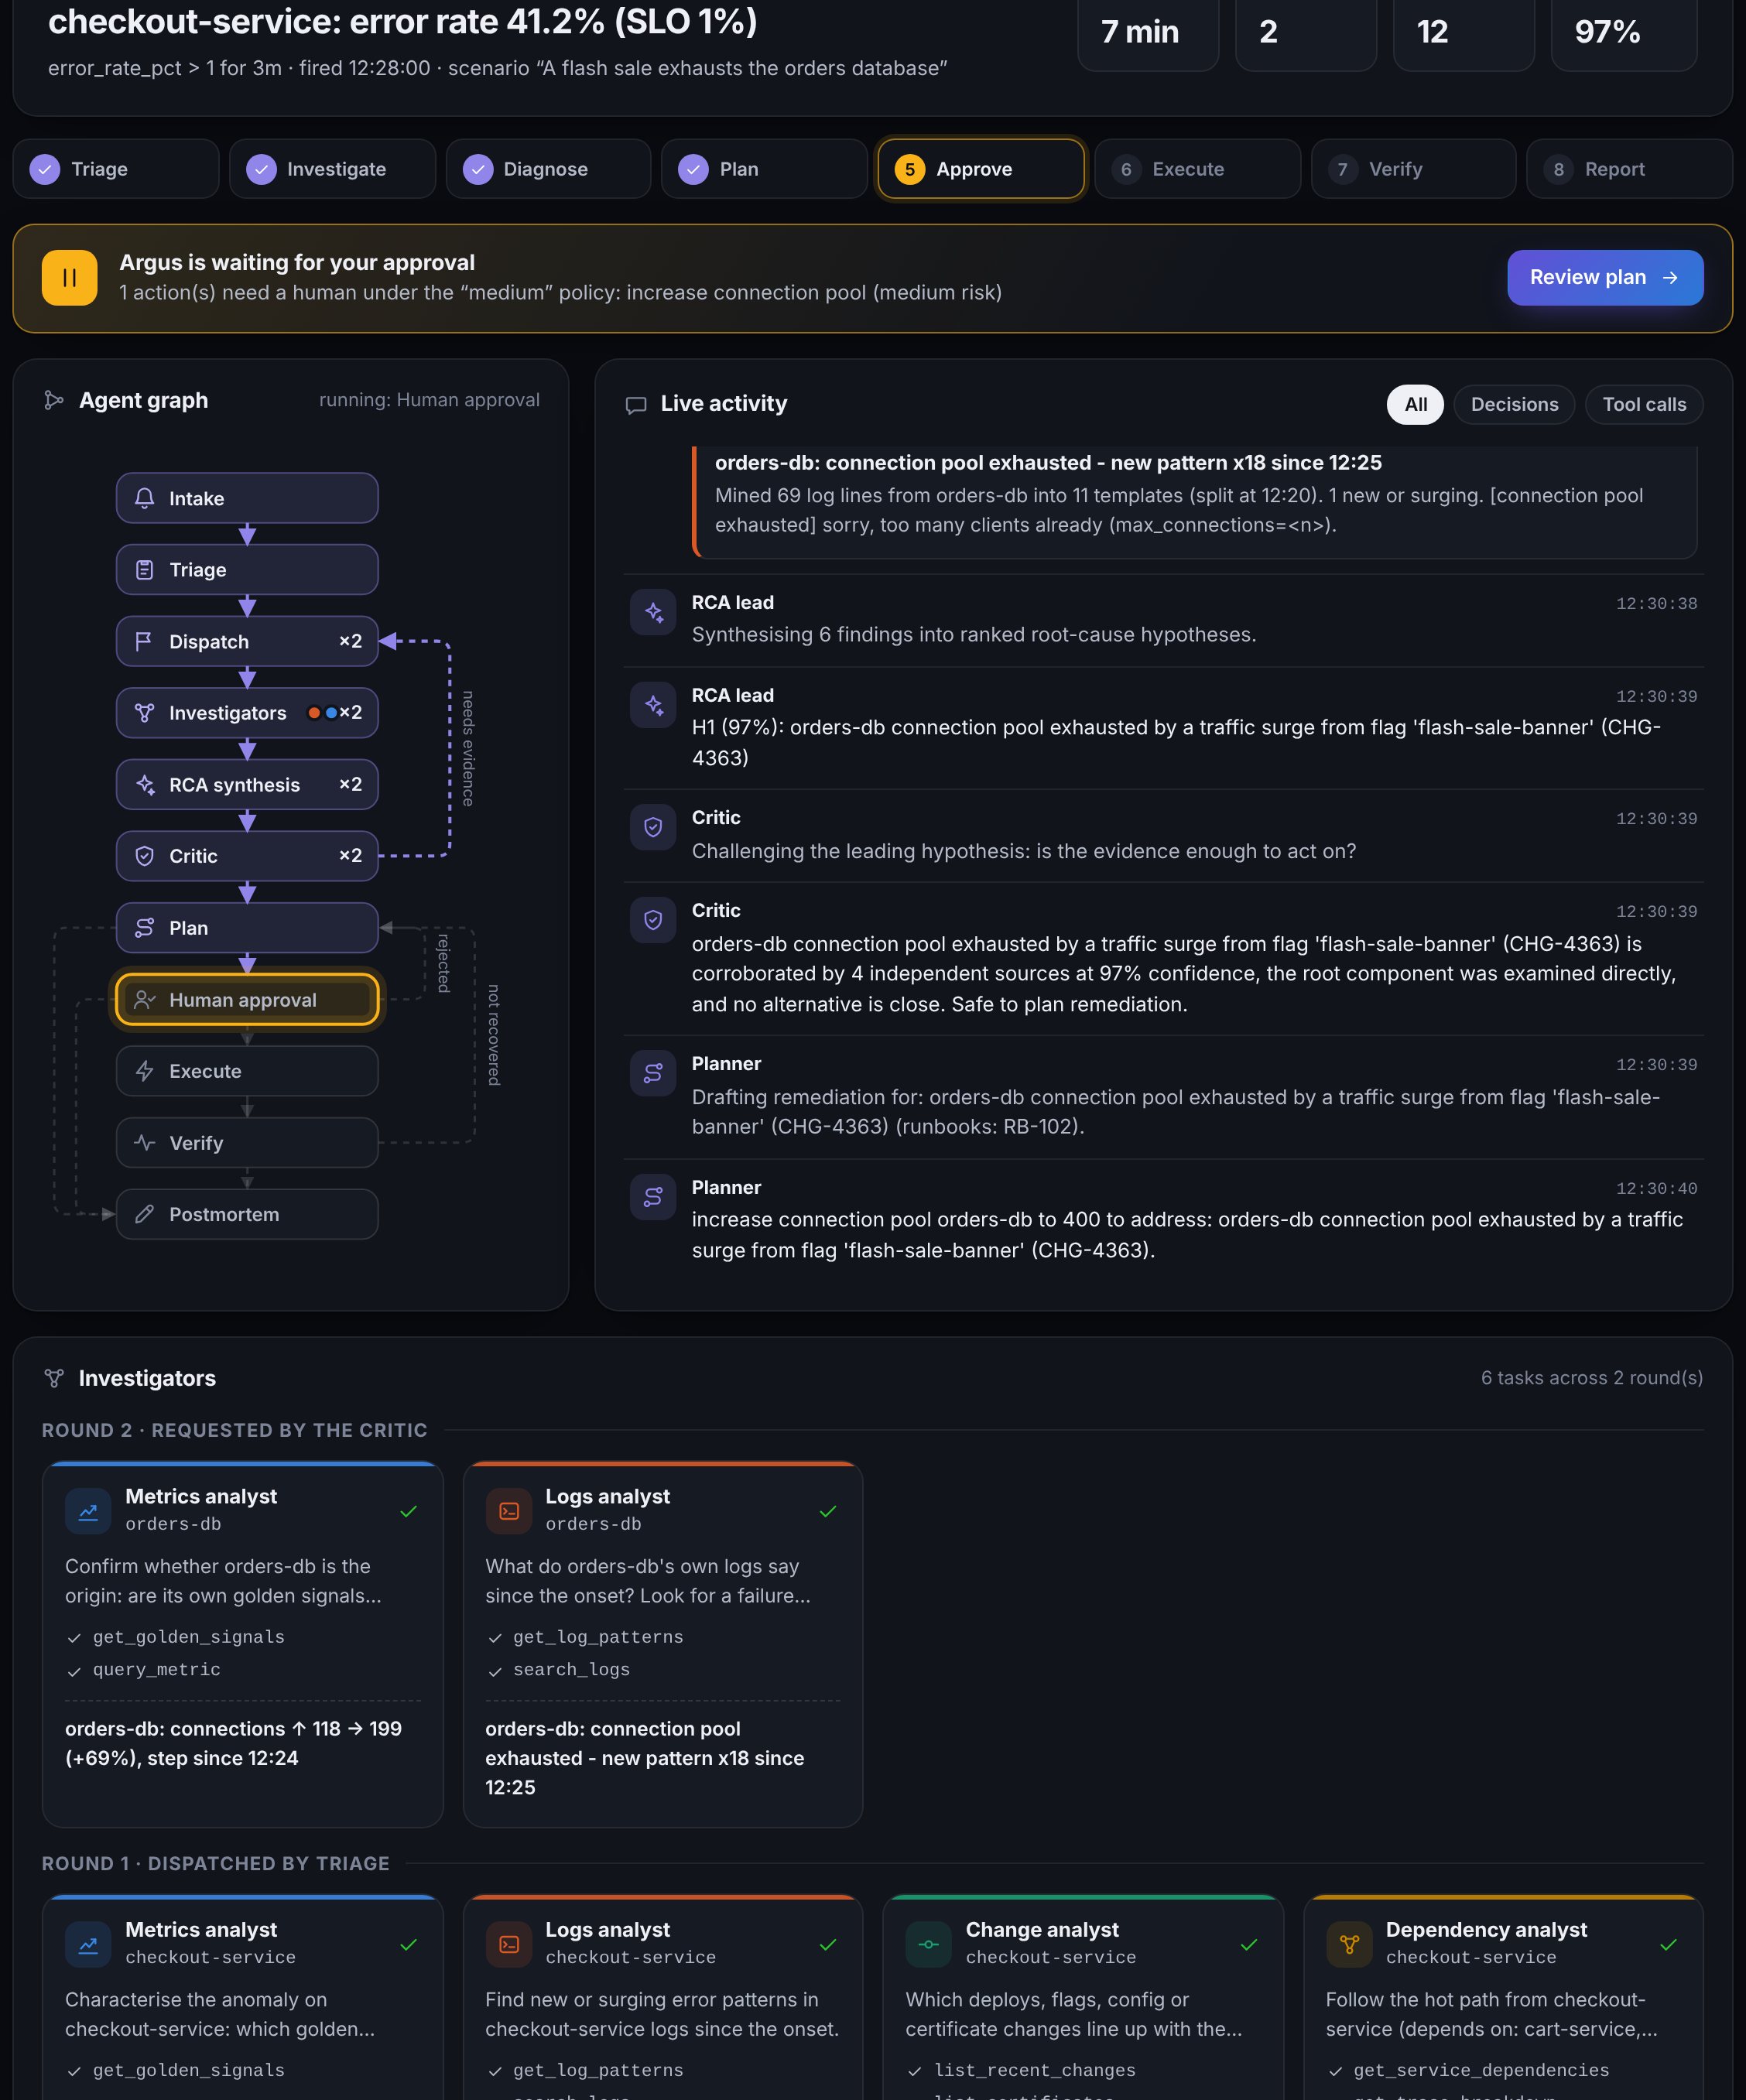 checkout-service: error rate 41.2% (SLO 1%)
error_rate_pct > 1 for 3m · fired 12:28:00 · scenario “A flash sale exhausts the orders database”
7 min
2
12
97%
Triage
Investigate
Diagnose
Plan
5 Approve
6 Execute
7 Verify
8 Report
Argus is waiting for your approval
1 action(s) need a human under the “medium” policy: increase connection pool (medium risk)
Review plan →
Agent graph
running: Human approval
Intake
Triage
Dispatch ×2
Investigators ×2
RCA synthesis ×2
Critic ×2
Plan
Human approval
Execute
Verify
Postmortem
needs evidence
rejected
not recovered
Live activity
All
Decisions
Tool calls
orders-db: connection pool exhausted - new pattern x18 since 12:25
Mined 69 log lines from orders-db into 11 templates (split at 12:20). 1 new or surging. [connection pool
exhausted] sorry, too many clients already (max_connections=<n>).
RCA lead 12:30:38
Synthesising 6 findings into ranked root-cause hypotheses.
RCA lead 12:30:39
H1 (97%): orders-db connection pool exhausted by a traffic surge from flag 'flash-sale-banner' (CHG-
4363)
Critic 12:30:39
Challenging the leading hypothesis: is the evidence enough to act on?
Critic 12:30:39
orders-db connection pool exhausted by a traffic surge from flag 'flash-sale-banner' (CHG-4363) is
corroborated by 4 independent sources at 97% confidence, the root component was examined directly,
and no alternative is close. Safe to plan remediation.
Planner 12:30:39
Drafting remediation for: orders-db connection pool exhausted by a traffic surge from flag 'flash-sale-
banner' (CHG-4363) (runbooks: RB-102).
Planner 12:30:40
increase connection pool orders-db to 400 to address: orders-db connection pool exhausted by a traffic
surge from flag 'flash-sale-banner' (CHG-4363).
Investigators
6 tasks across 2 round(s)
ROUND 2 · REQUESTED BY THE CRITIC
Metrics analyst
orders-db
Confirm whether orders-db is the
origin: are its own golden signals...
get_golden_signals
query_metric
orders-db: connections ↑ 118 → 199
(+69%), step since 12:24
Logs analyst
orders-db
What do orders-db's own logs say
since the onset? Look for a failure...
get_log_patterns
search_logs
orders-db: connection pool
exhausted - new pattern x18 since
12:25
ROUND 1 · DISPATCHED BY TRIAGE
Metrics analyst
checkout-service
Characterise the anomaly on
checkout-service: which golden...
get_golden_signals
Logs analyst
checkout-service
Find new or surging error patterns in
checkout-service logs since the onset.
get_log_patterns
search_logs
Change analyst
checkout-service
Which deploys, flags, config or
certificate changes line up with the...
list_recent_changes
list_certificates
Dependency analyst
checkout-service
Follow the hot path from checkout-
service (depends on: cart-service,...
get_service_dependencies
get_trace_breakdown